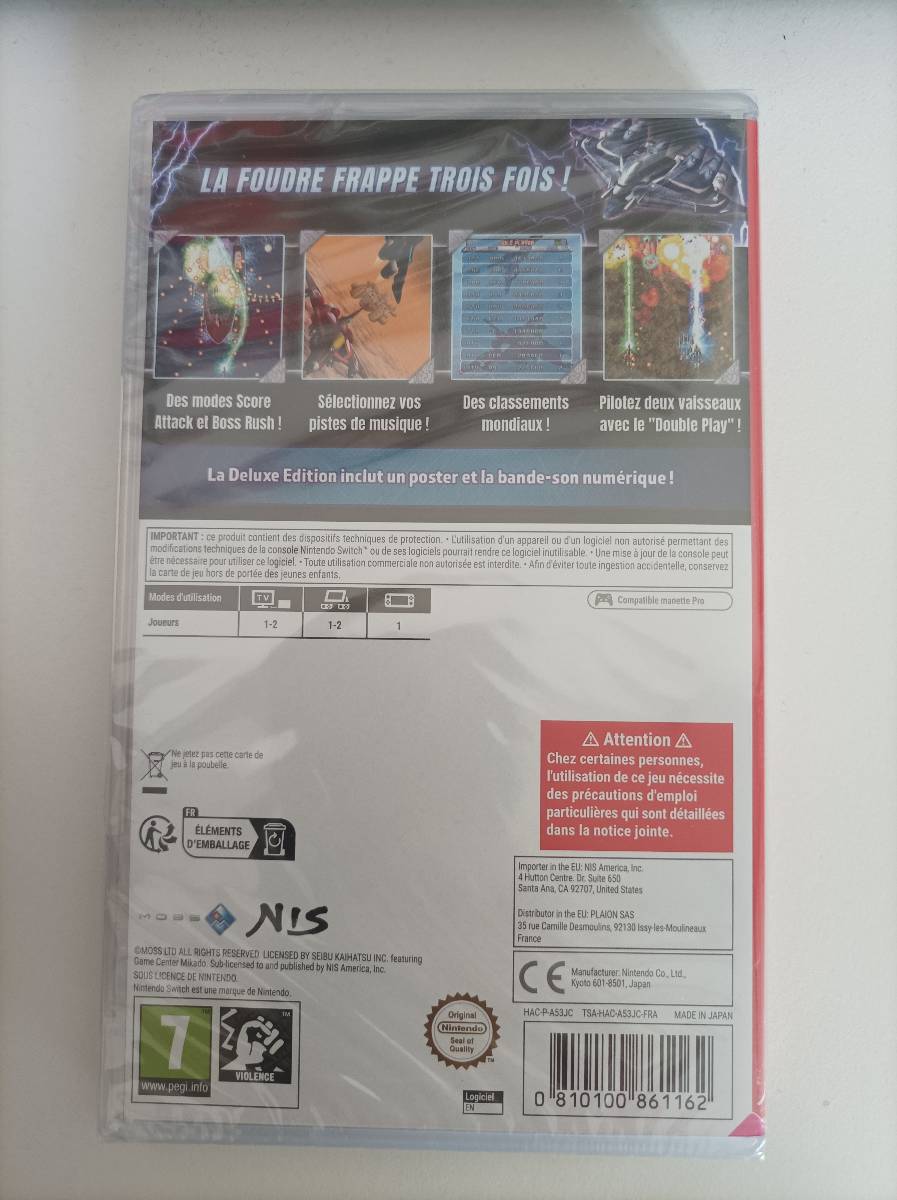 LA FOUDRE FRAPPE TROIS FOIS !
Des modes Score
Attack et Boss Rush !
Sélectionnez vos
pistes de musique !
Des classements
mondiaux !
Pilotez deux vaisseaux
avec le "Double Play" !
La Deluxe Edition inclut un poster et la bande-son numérique !
IMPORTANT : ce produit contient des dispositifs techniques de protection. • L'utilisation d'un appareil ou d'un logiciel non autorisé permettant des
modifications techniques de la console Nintendo Switch™ ou de ses logiciels pourrait rendre ce logiciel inutilisable. • Une mise à jour de la console peut
être nécessaire pour utiliser ce logiciel. • Toute utilisation commerciale non autorisée est interdite. • Afin d'éviter toute ingestion accidentelle, conservez
la carte de jeu hors de portée des jeunes enfants.
Modes d'utilisation
TV
Compatible manette Pro
Joueurs
1-2
1-2
1
Ne jetez pas cette carte de
jeu à la poubelle.
⚠ Attention ⚠
Chez certaines personnes,
l'utilisation de ce jeu nécessite
des précautions d'emploi
particulières qui sont détaillées
dans la notice jointe.
FR
ÉLÉMENTS
D'EMBALLAGE
Importer in the EU: NIS America, Inc.
4 Hutton Centre. Dr. Suite 650
Santa Ana, CA 92707, United States
Distributor in the EU: PLAION SAS
35 rue Camille Desmoulins, 92130 Issy-les-Moulineaux
France
MOSS
NIS
©MOSS LTD ALL RIGHTS RESERVED. LICENSED BY SEIBU KAIHATSU INC. featuring
Game Center Mikado. Sub-licensed to and published by NIS America, Inc.
SOUS LICENCE DE NINTENDO.
Nintendo Switch est une marque de Nintendo.
CE
Manufacturer: Nintendo Co., Ltd.,
Kyoto 601-8501, Japan
7
TM
www.pegi.info
TM
VIOLENCE
Original
Nintendo
Seal of
Quality
TM
HAC-P-A53JC TSA-HAC-A53JC-FRA MADE IN JAPAN
Logiciel
EN
0 810100 861162